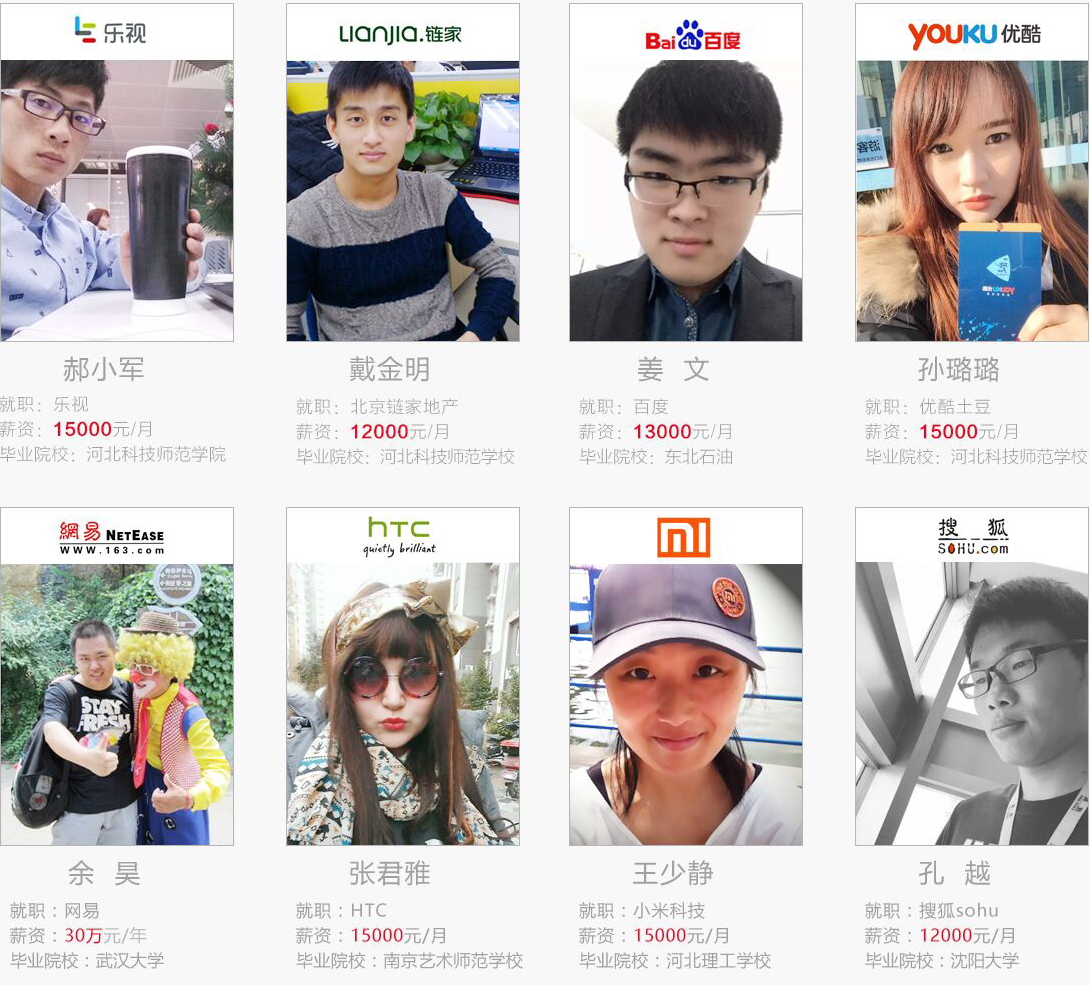 乐视
LIANJIA.链家
Bai du 百度
YOUKU 优酷
游客
郝小军
戴金明
姜 文
孙璐璐
就职：乐视
薪资：15000元/月
毕业院校：河北科技师范学院
就职：北京链家地产
薪资：12000元/月
毕业院校：河北科技师范学校
就职：百度
薪资：13000元/月
毕业院校：东北石油
就职：优酷土豆
薪资：15000元/月
毕业院校：河北科技师范学校
網易 NETEASE
www.163.com
htc
quietly brilliant
搜 狐
SOHU.com
STAY
FRESH
余 昊
张君雅
王少静
孔 越
就职：网易
薪资：30万元/年
毕业院校：武汉大学
就职：HTC
薪资：15000元/月
毕业院校：南京艺术师范学校
就职：小米科技
薪资：15000元/月
毕业院校：河北理工学校
就职：搜狐sohu
薪资：12000元/月
毕业院校：沈阳大学